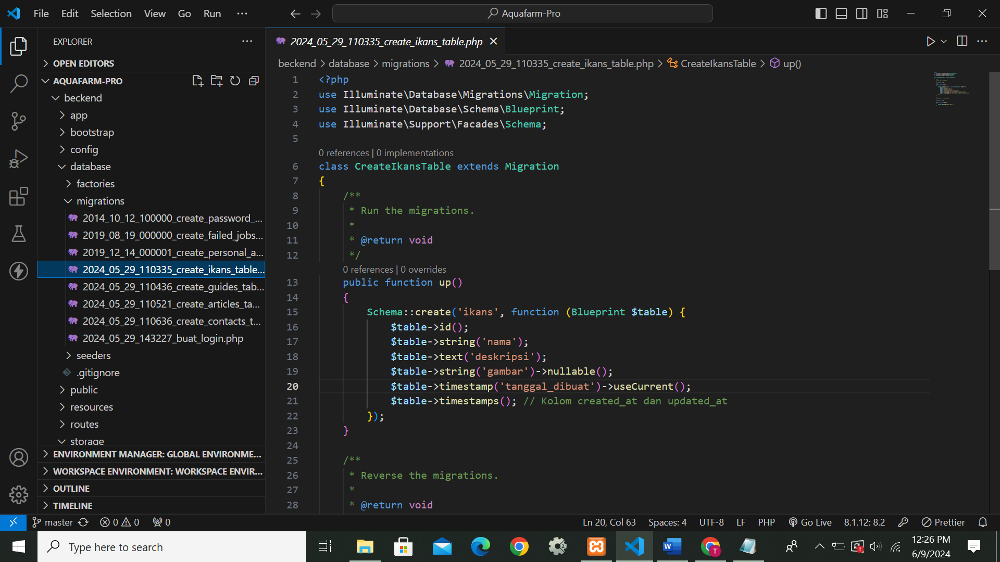 File Edit Selection View Go Run ···
Aquafarm-Pro
EXPLORER
OPEN EDITORS
AQUAFARM-PRO
beckend
app
bootstrap
config
database
factories
migrations
2014_10_12_100000_create_password_...
2019_08_19_000000_create_failed_jobs...
2019_12_14_000001_create_personal_a...
2024_05_29_110335_create_ikans_table...
2024_05_29_110436_create_guides_tab...
2024_05_29_110521_create_articles_ta...
2024_05_29_110636_create_contacts_t...
2024_05_29_143227_buat_login.php
seeders
.gitignore
public
resources
routes
storage
ENVIRONMENT MANAGER: GLOBAL ENVIRONME...
WORKSPACE ENVIRONMENT: WORKSPACE ENVIR...
OUTLINE
TIMELINE
2024_05_29_110335_create_ikans_table.php
beckend > database > migrations > 2024_05_29_110335_create_ikans_table.php > CreateIkansTable > up()
1 <?php
2 use Illuminate\Database\Migrations\Migration;
3 use Illuminate\Database\Schema\Blueprint;
4 use Illuminate\Support\Facades\Schema;
5
0 references | 0 implementations
6 class CreateIkansTable extends Migration
7 {
8 /**
9 * Run the migrations.
10 *
11 * @return void
12 */
0 references | 0 overrides
13 public function up()
14 {
15 Schema::create('ikans', function (Blueprint $table) {
16 $table->id();
17 $table->string('nama');
18 $table->text('deskripsi');
19 $table->string('gambar')->nullable();
20 $table->timestamp('tanggal_dibuat')->useCurrent();
21 $table->timestamps(); // Kolom created_at dan updated_at
22 });
23 }
24
25 /**
26 * Reverse the migrations.
27 *
28 * @return void
master 0 0 0
Ln 20, Col 63 Spaces: 4 UTF-8 LF PHP Go Live 8.1.12: 8.2 Prettier
Type here to search
12:26 PM
6/9/2024